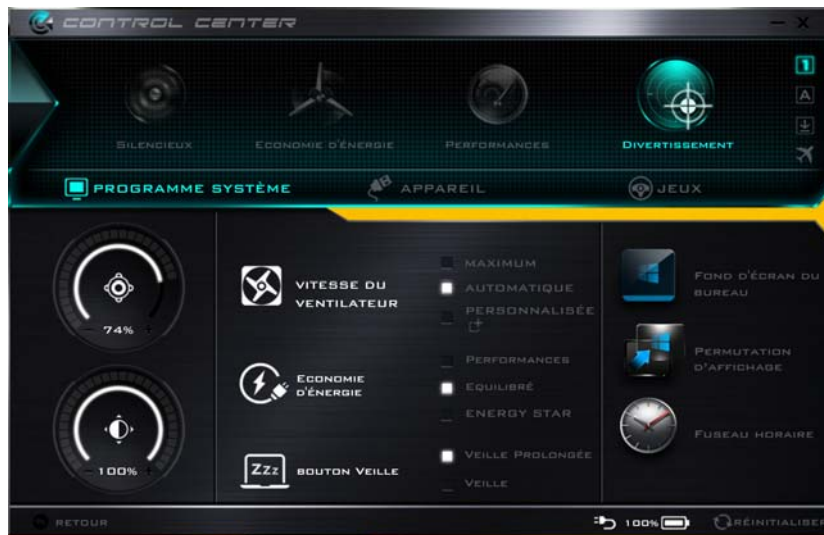 CONTROL CENTER
1
A
SILENCIEUX
ECONOMIE D'ÉNERGIE
PERFORMANCES
DIVERTISSEMENT
PROGRAMME SYSTÈME
APPAREIL
JEUX
- 74% +
- 100% +
VITESSE DU
VENTILATEUR
MAXIMUM
AUTOMATIQUE
PERSONNALISÉE
ECONOMIE
D'ÉNERGIE
PERFORMANCES
EQUILIBRÉ
ENERGY STAR
ZZz
BOUTON VEILLE
VEILLE PROLONGÉE
VEILLE
FOND D'ÉCRAN DU
BUREAU
PERMUTATION
D'AFFICHAGE
FUSEAU HORAIRE
RETOUR
100%
RÉINITIALISER